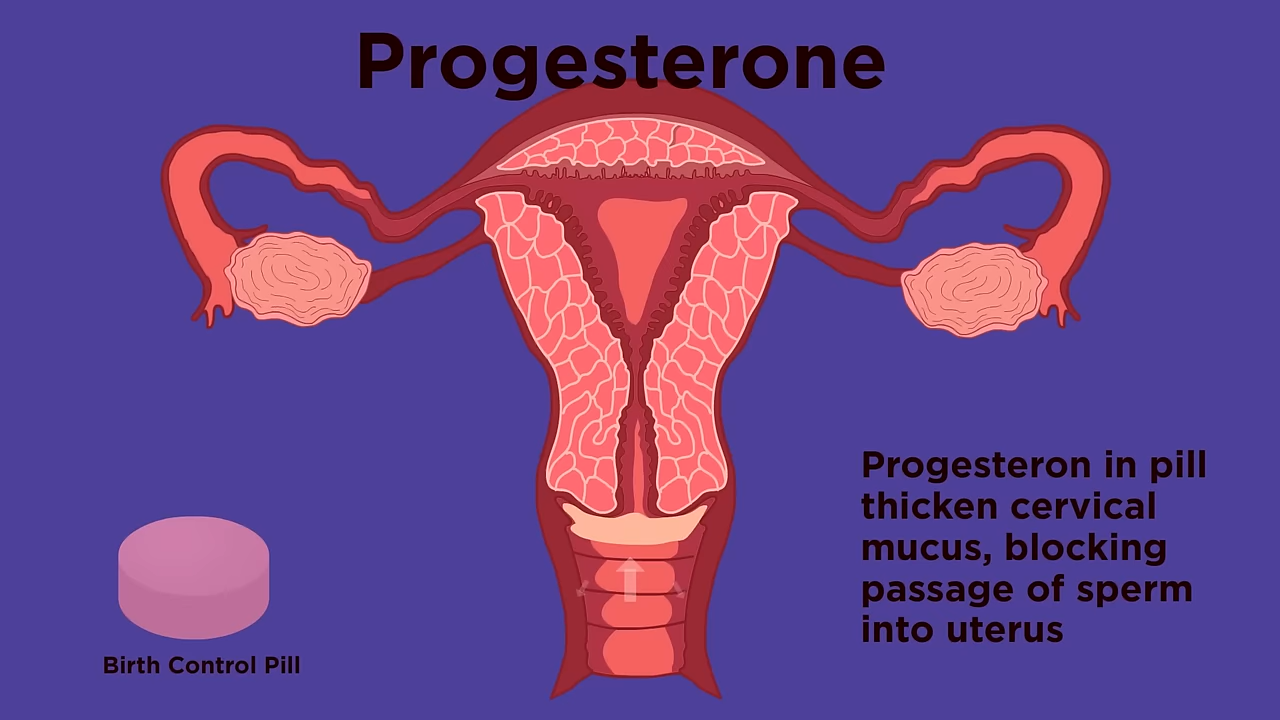 Progesterone
Progesteron in pill
thicken cervical
mucus, blocking
passage of sperm
into uterus
Birth Control Pill